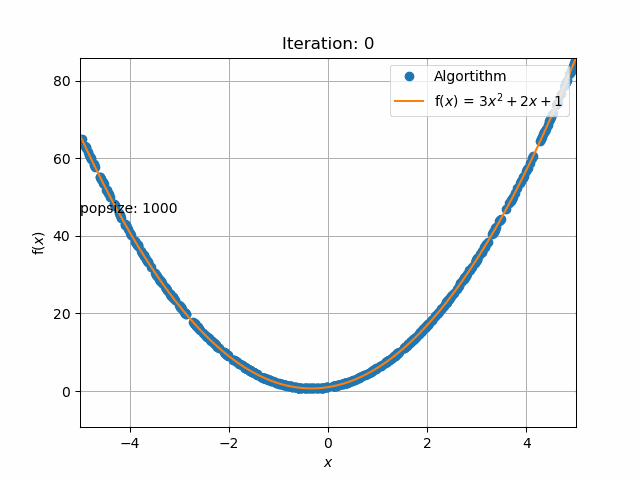 Iteration: 0
Algortithm
f(x) = 3x² + 2x + 1
80
60
popsize: 1000
40
f(x)
20
0
−4 −2 0 2 4
x